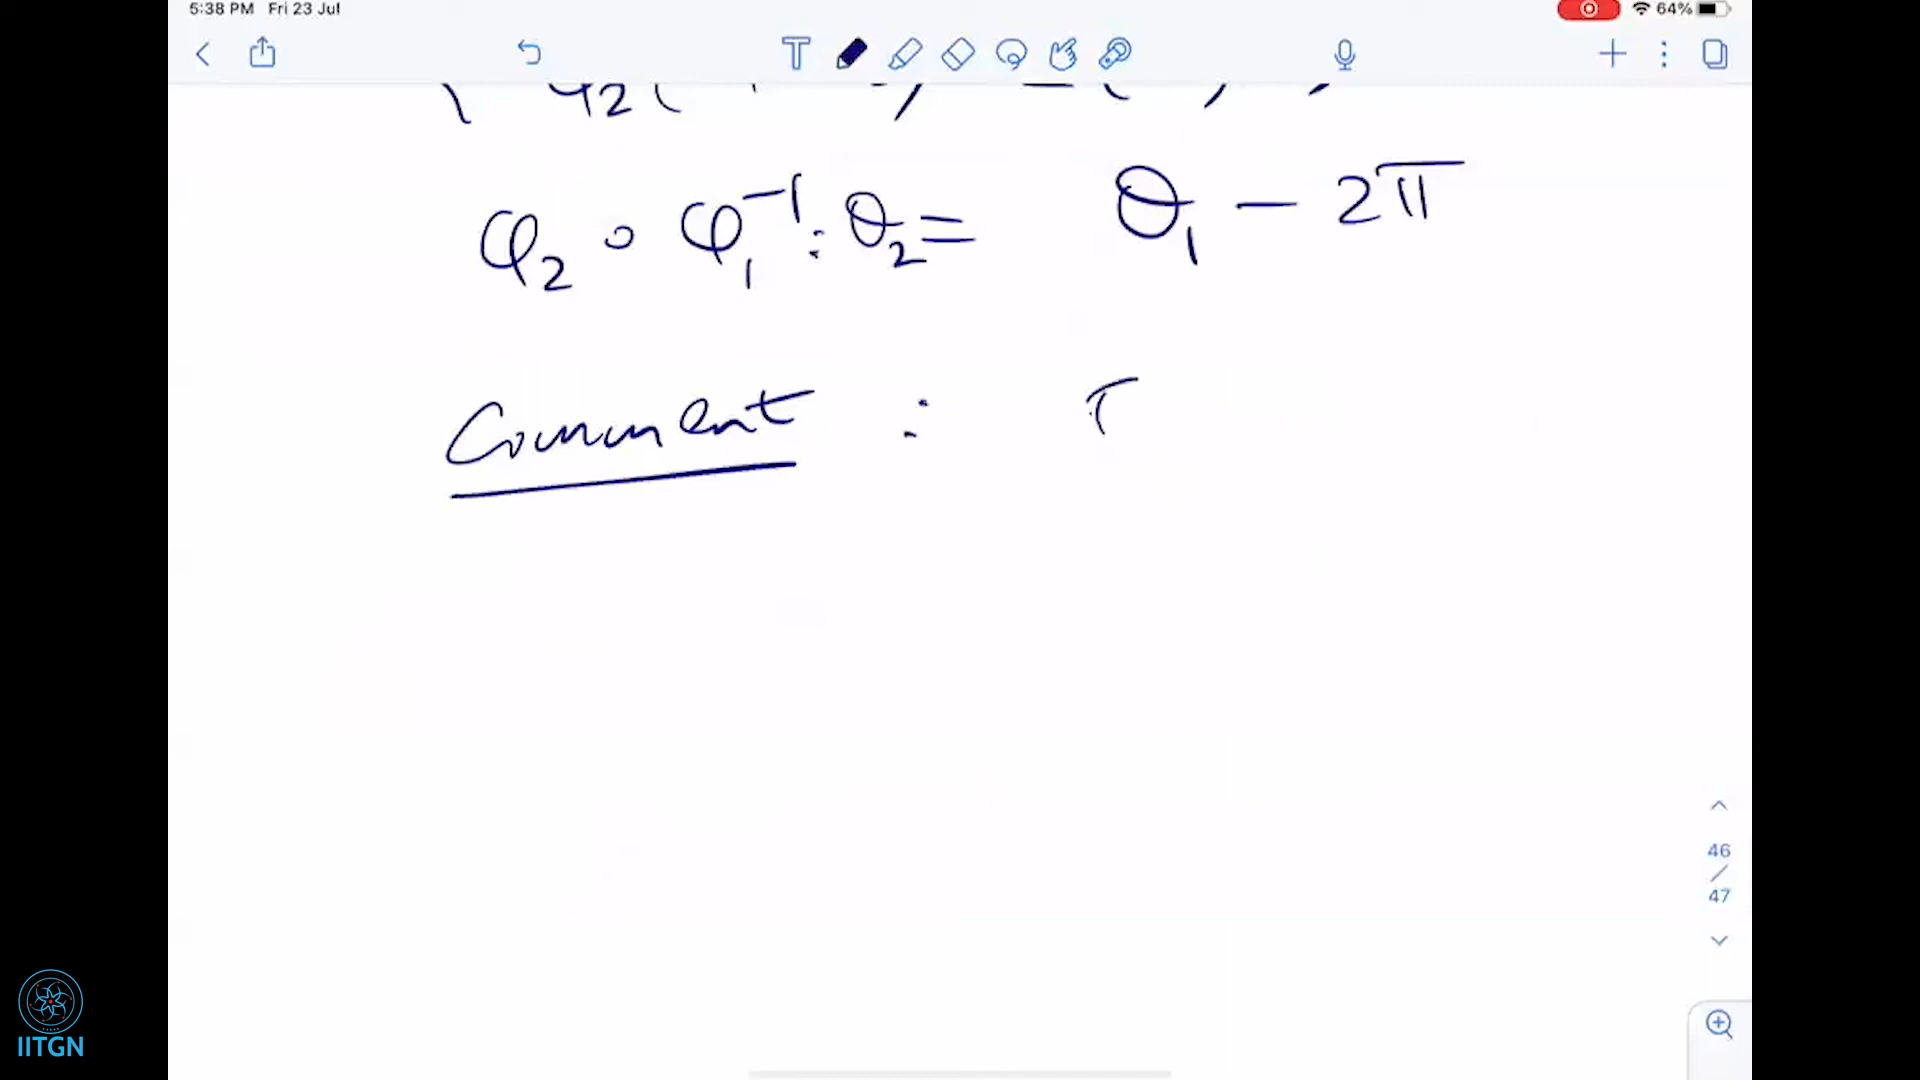 5:38 PM Fri 23 Jul 64%
φ₂ ∘ φ₁⁻¹ : θ₂ = θ₁ − 2π
Comment :
46
/
47
IITGN